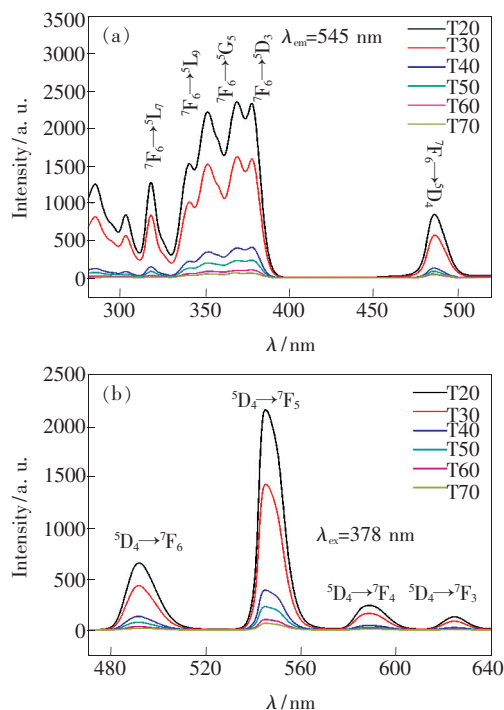 (a)
λem=545 nm
T20
T30
T40
T50
T60
T70
⁷F₆→⁵L₇
⁷F₆→⁵L₉
⁷F₆→⁵G₅
⁷F₆→⁵D₃
⁷F₆→⁵D₄
3500
3000
2500
2000
1500
1000
500
0
Intensity/a. u.
300 350 400 450 500
λ/nm
(b)
⁵D₄→⁷F₅
T20
T30
T40
T50
T60
T70
λex=378 nm
⁵D₄→⁷F₆
⁵D₄→⁷F₄ ⁵D₄→⁷F₃
2500
2000
1500
1000
500
0
Intensity/a. u.
480 520 560 600 640
λ/nm